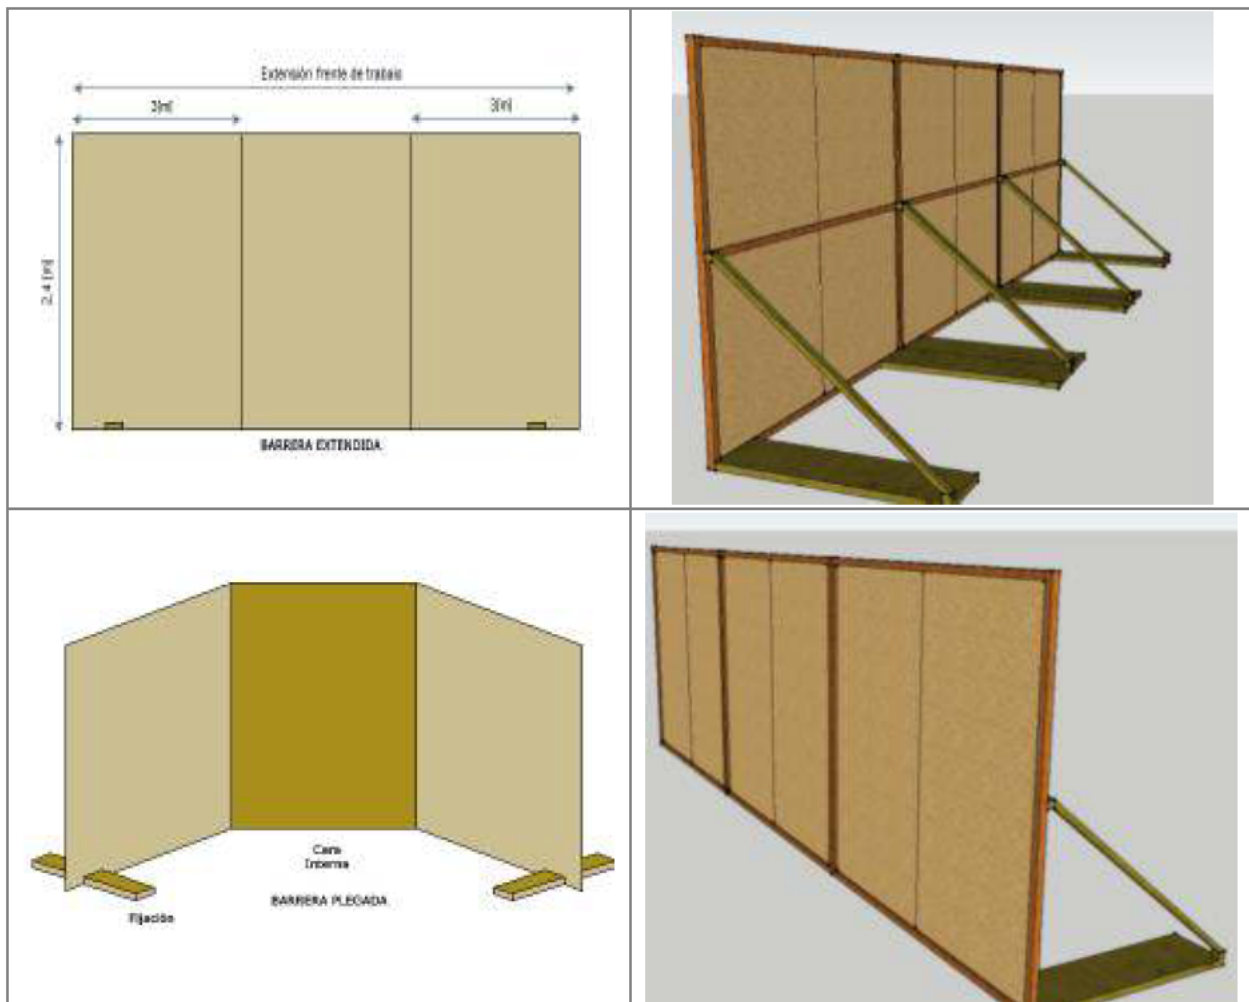 Extensión frente de trabajo
3[m]
3[m]
2,4 [m]
BARRERA EXTENDIDA
Cara
Interna
BARRERA PLEGADA
Fijación